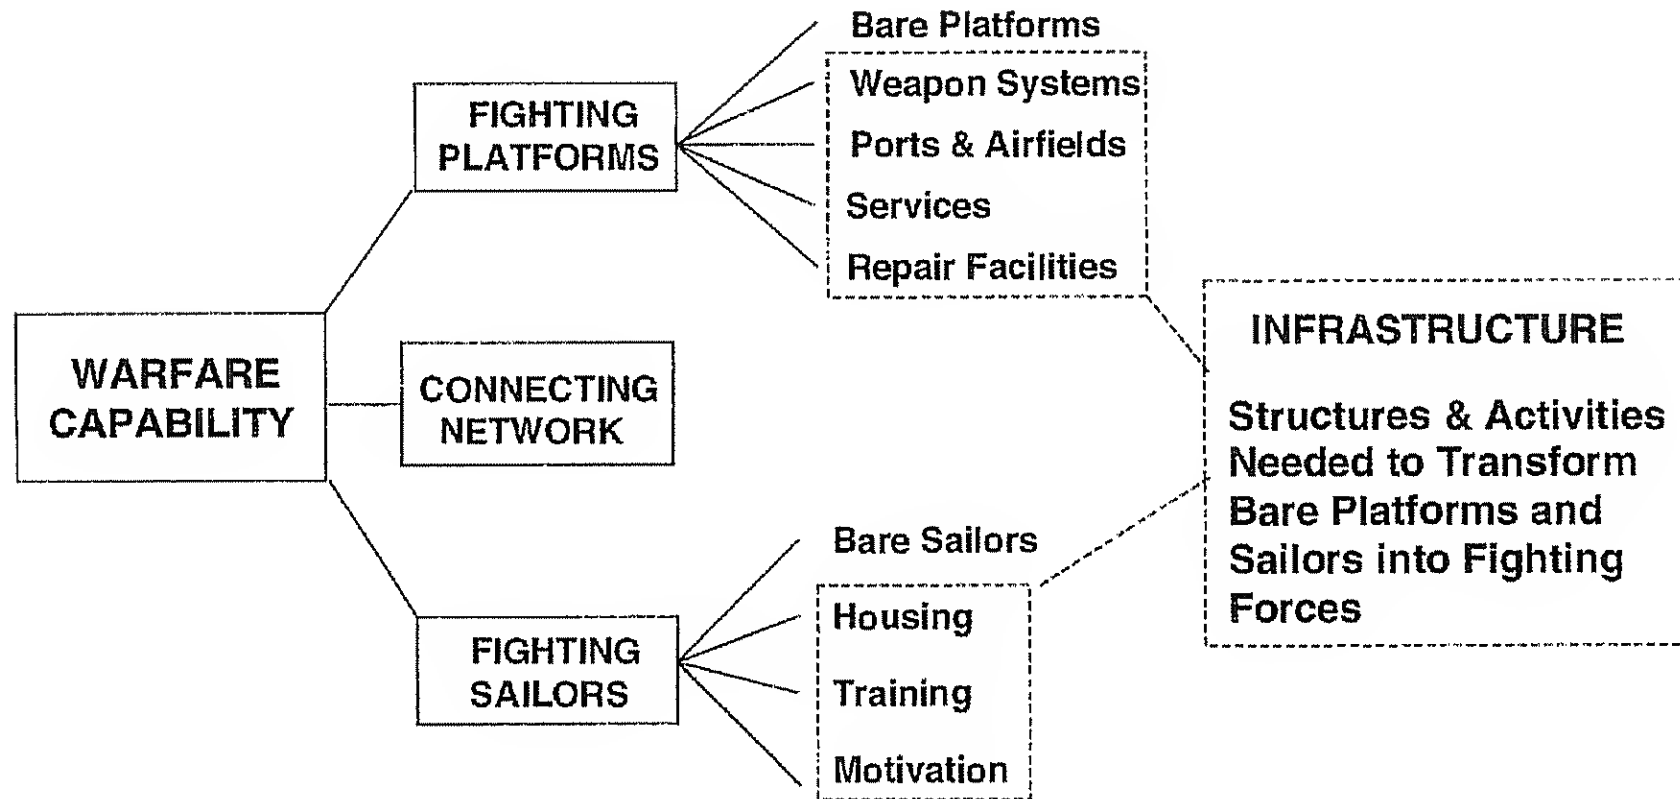 Bare Platforms
Weapon Systems
Ports & Airfields
Services
Repair Facilities
FIGHTING
PLATFORMS
WARFARE
CAPABILITY
CONNECTING
NETWORK
INFRASTRUCTURE
Structures & Activities
Needed to Transform
Bare Platforms and
Sailors into Fighting
Forces
FIGHTING
SAILORS
Bare Sailors
Housing
Training
Motivation